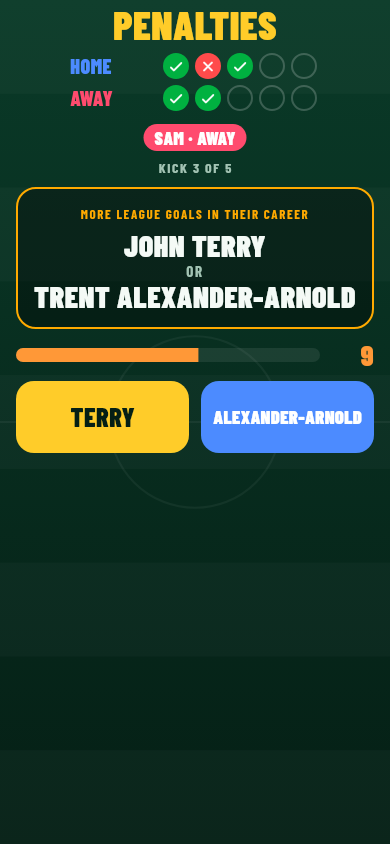 PENALTIES
HOME
AWAY
SAM · AWAY
KICK 3 OF 5
MORE LEAGUE GOALS IN THEIR CAREER
JOHN TERRY
OR
TRENT ALEXANDER-ARNOLD
9
TERRY
ALEXANDER-ARNOLD